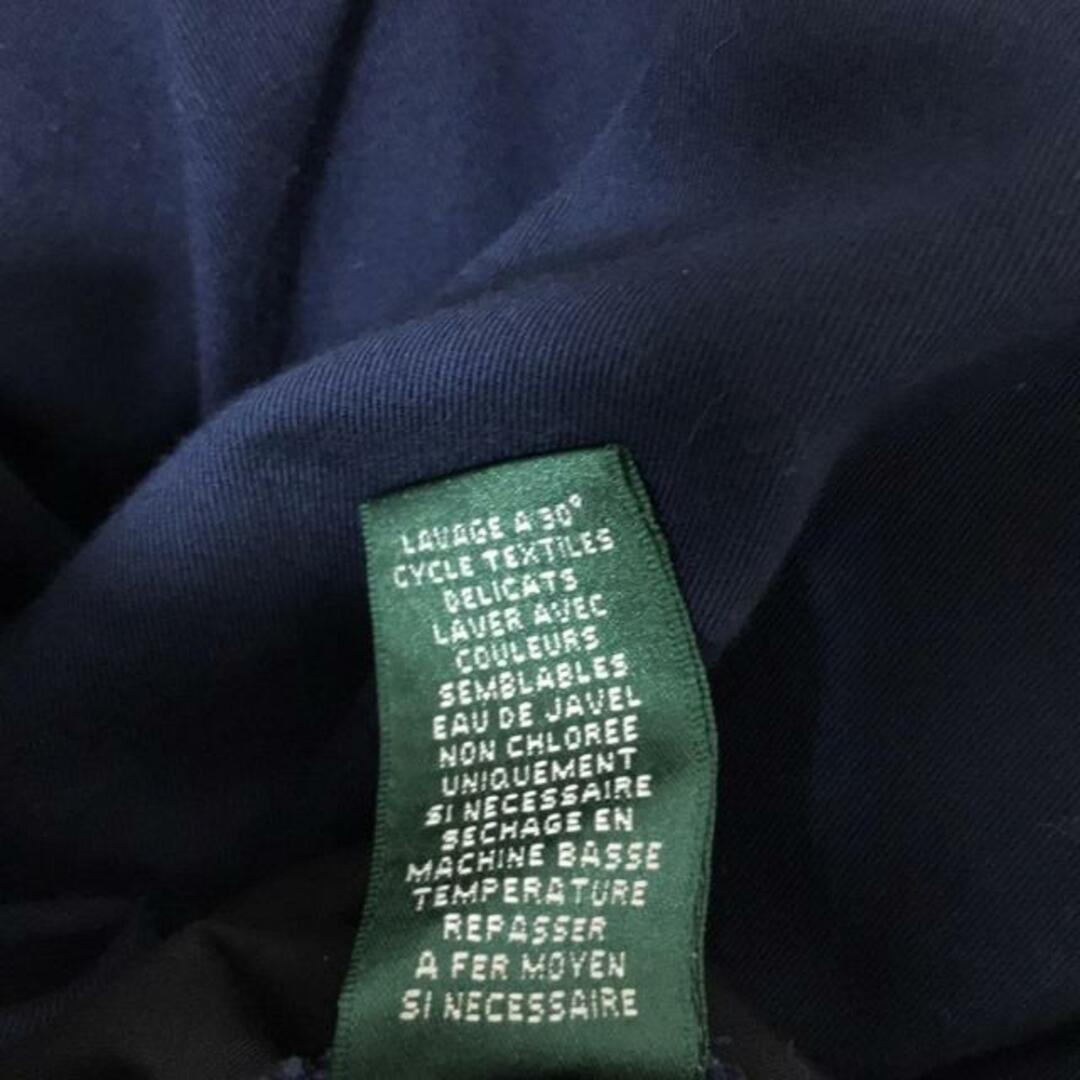 LAVAGE A 30°
CYCLE TEXTILES
DELICATS
LAVER AVEC
COULEURS
SEMBLABLES
EAU DE JAVEL
NON CHLOREE
UNIQUEMENT
SI NECESSAIRE
SECHAGE EN
MACHINE BASSE
TEMPERATURE
REPASSER
A FER MOYEN
SI NECESSAIRE